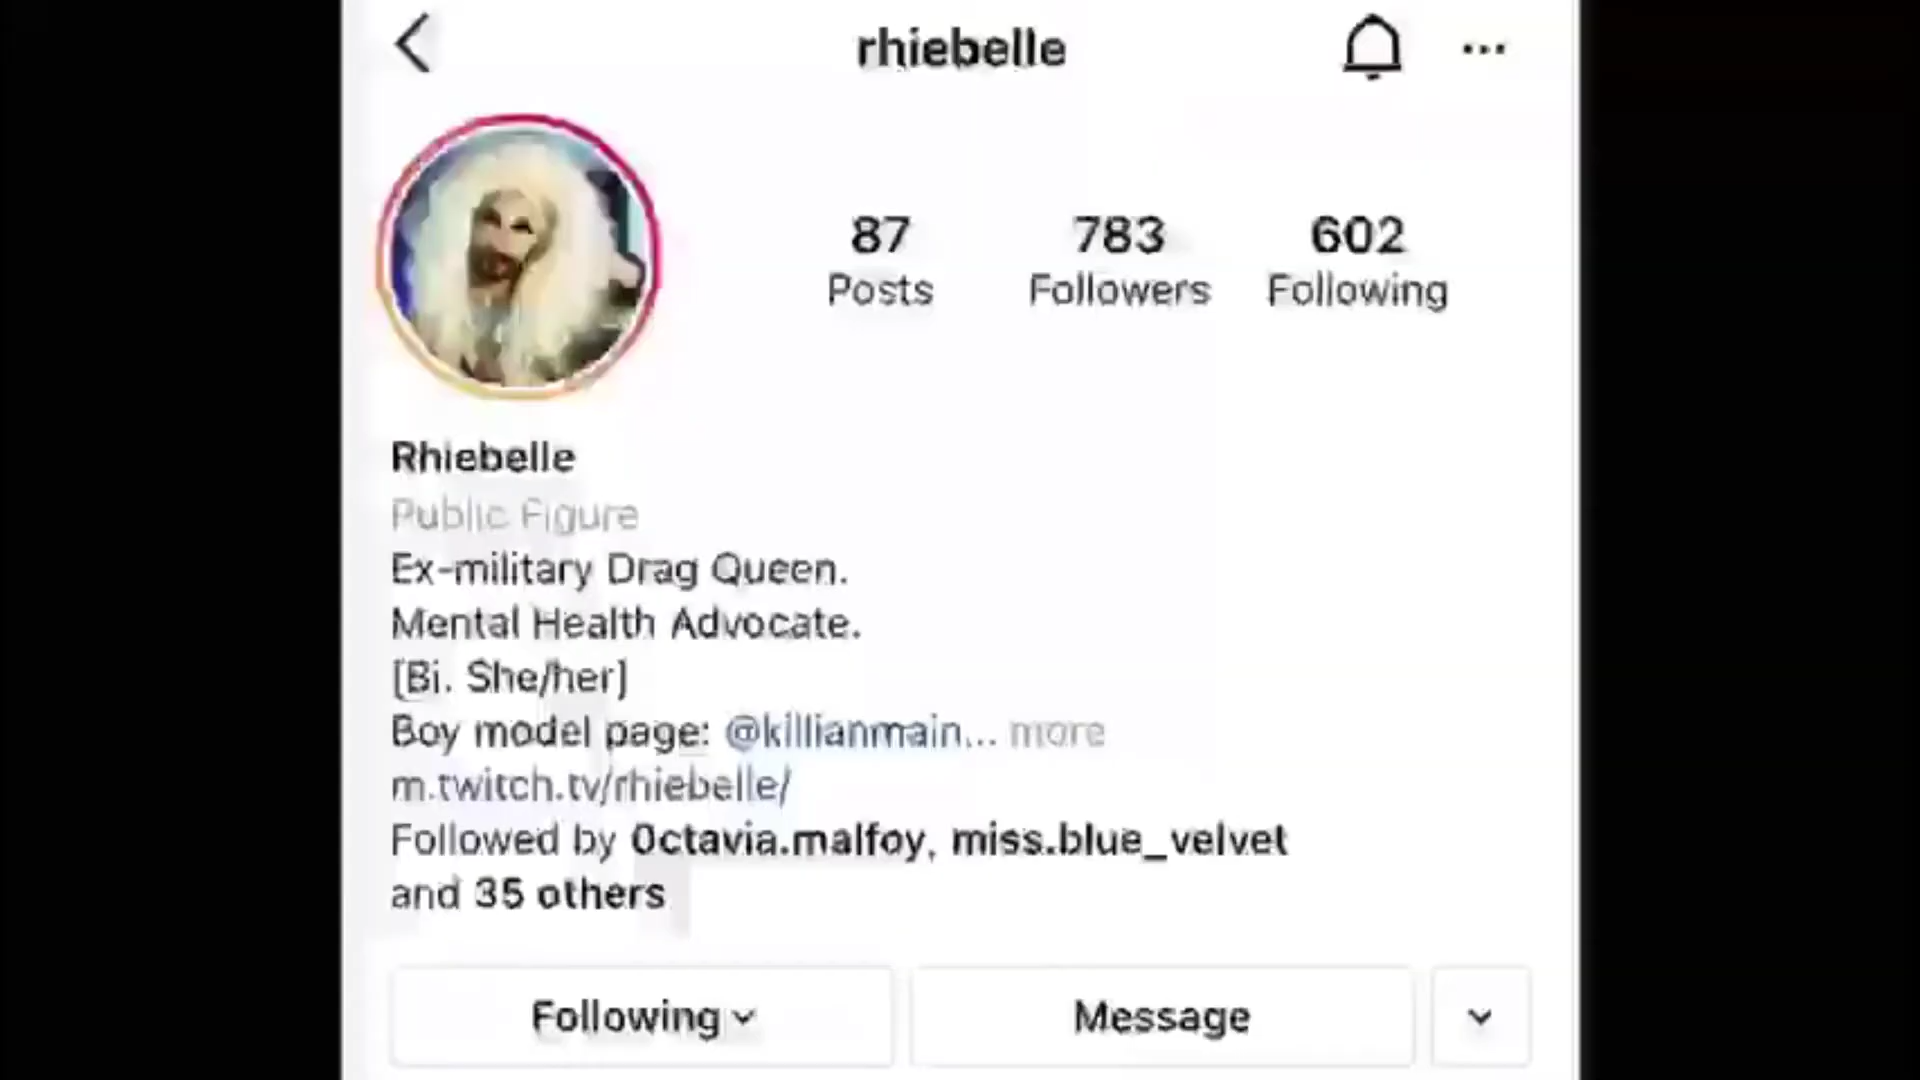 rhiebelle
87 783 602
Posts Followers Following
Rhiebelle
Public Figure
Ex-military Drag Queen.
Mental Health Advocate.
[Bi. She/her]
Boy model page: @killianmain... more
m.twitch.tv/rhiebelle/
Followed by 0ctavia.malfoy, miss.blue_velvet
and 35 others
Following Message